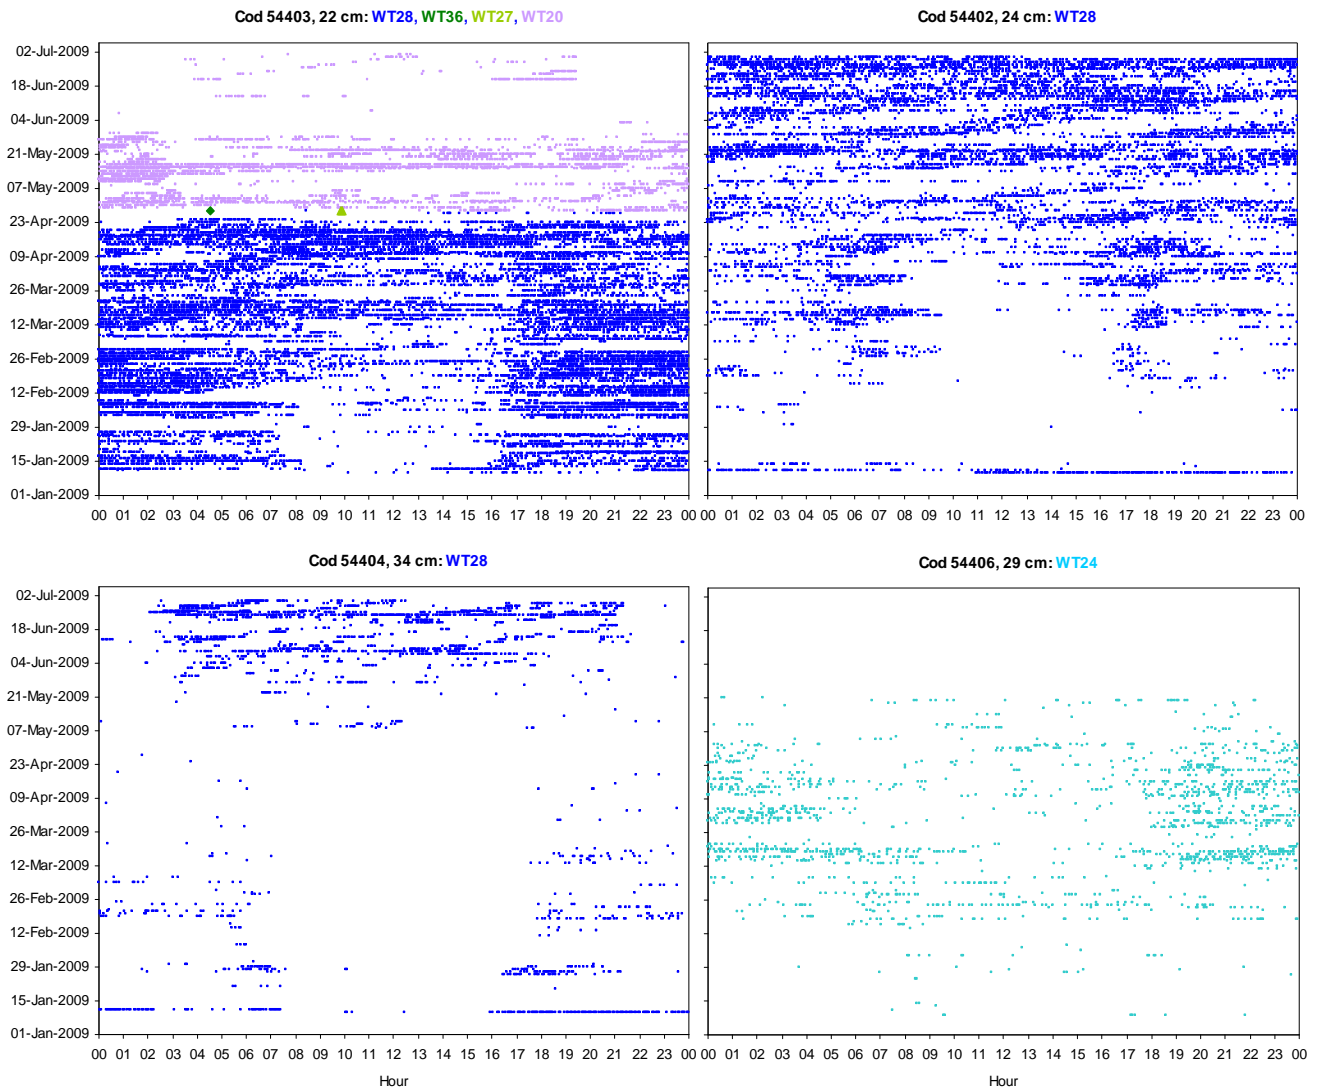 Cod 54403, 22 cm: WT28, WT36, WT27, WT20
Cod 54402, 24 cm: WT28
02-Jul-2009
18-Jun-2009
04-Jun-2009
21-May-2009
07-May-2009
23-Apr-2009
09-Apr-2009
26-Mar-2009
12-Mar-2009
26-Feb-2009
12-Feb-2009
29-Jan-2009
15-Jan-2009
01-Jan-2009
00 01 02 03 04 05 06 07 08 09 10 11 12 13 14 15 16 17 18 19 20 21 22 23 00
00 01 02 03 04 05 06 07 08 09 10 11 12 13 14 15 16 17 18 19 20 21 22 23 00
Cod 54404, 34 cm: WT28
Cod 54406, 29 cm: WT24
02-Jul-2009
18-Jun-2009
04-Jun-2009
21-May-2009
07-May-2009
23-Apr-2009
09-Apr-2009
26-Mar-2009
12-Mar-2009
26-Feb-2009
12-Feb-2009
29-Jan-2009
15-Jan-2009
01-Jan-2009
00 01 02 03 04 05 06 07 08 09 10 11 12 13 14 15 16 17 18 19 20 21 22 23 00
00 01 02 03 04 05 06 07 08 09 10 11 12 13 14 15 16 17 18 19 20 21 22 23 00
Hour
Hour